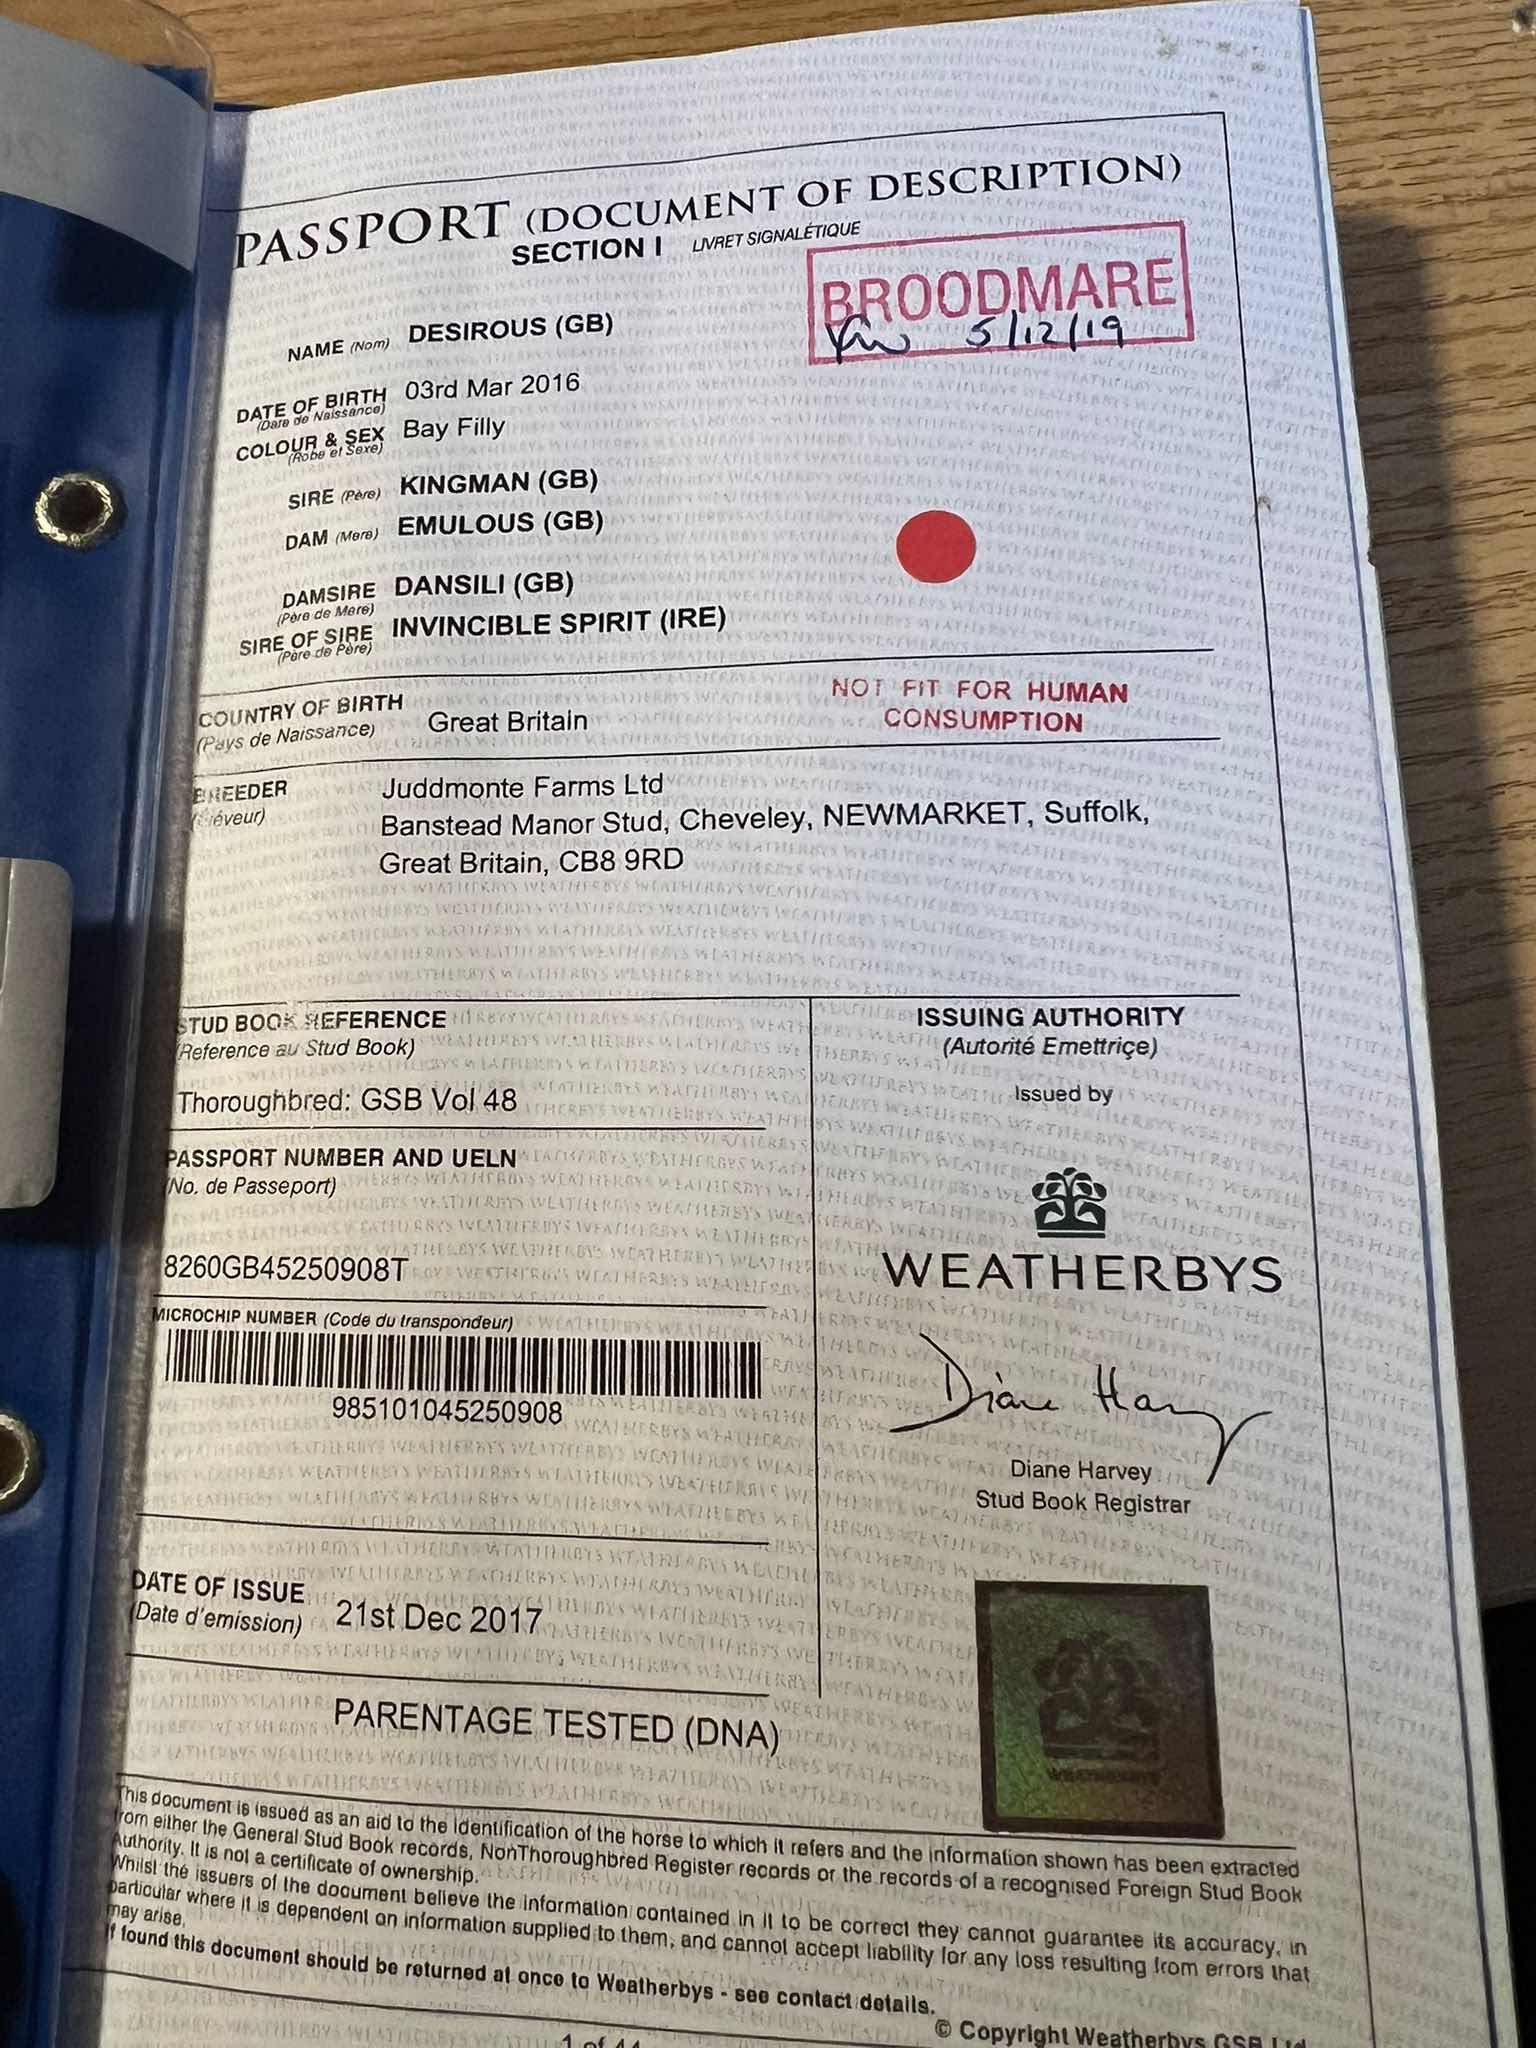 PASSPORT (DOCUMENT OF DESCRIPTION)
SECTION I LIVRET SIGNALÉTIQUE
BROODMARE
5/12/19
NAME (Nom) DESIROUS (GB)
DATE OF BIRTH 03rd Mar 2016
(Date de Naissance)
COLOUR & SEX Bay Filly
(Robe et Sexe)
SIRE (Père) KINGMAN (GB)
DAM (Mere) EMULOUS (GB)
DAMSIRE DANSILI (GB)
(Père de Mere)
SIRE OF SIRE INVINCIBLE SPIRIT (IRE)
(Père de Père)
COUNTRY OF BIRTH Great Britain
(Pays de Naissance)
NOT FIT FOR HUMAN
CONSUMPTION
BREEDER Juddmonte Farms Ltd
(Eléveur) Banstead Manor Stud, Cheveley, NEWMARKET, Suffolk,
Great Britain, CB8 9RD
STUD BOOK REFERENCE
(Reference au Stud Book)
Thoroughbred: GSB Vol 48
PASSPORT NUMBER AND UELN
(No. de Passeport)
8260GB45250908T
MICROCHIP NUMBER (Code du transpondeur)
985101045250908
DATE OF ISSUE 21st Dec 2017
(Date d'emission)
PARENTAGE TESTED (DNA)
ISSUING AUTHORITY
(Autorité Emettriçe)
Issued by
WEATHERBYS
Diane Harvey
Diane Harvey
Stud Book Registrar
WEATHERBYS
This document is issued as an aid to the identification of the horse to which it refers and the information shown has been extracted
from either the General Stud Book records, NonThoroughbred Register records or the records of a recognised Foreign Stud Book
Authority. It is not a certificate of ownership.
Whilst the issuers of the document believe the information contained in it to be correct they cannot guarantee its accuracy, in
particular where it is dependent on information supplied to them, and cannot accept liability for any loss resulting from errors that
may arise.
If found this document should be returned at once to Weatherbys - see contact details.
© Copyright Weatherbys GSB Ltd
1 of 44